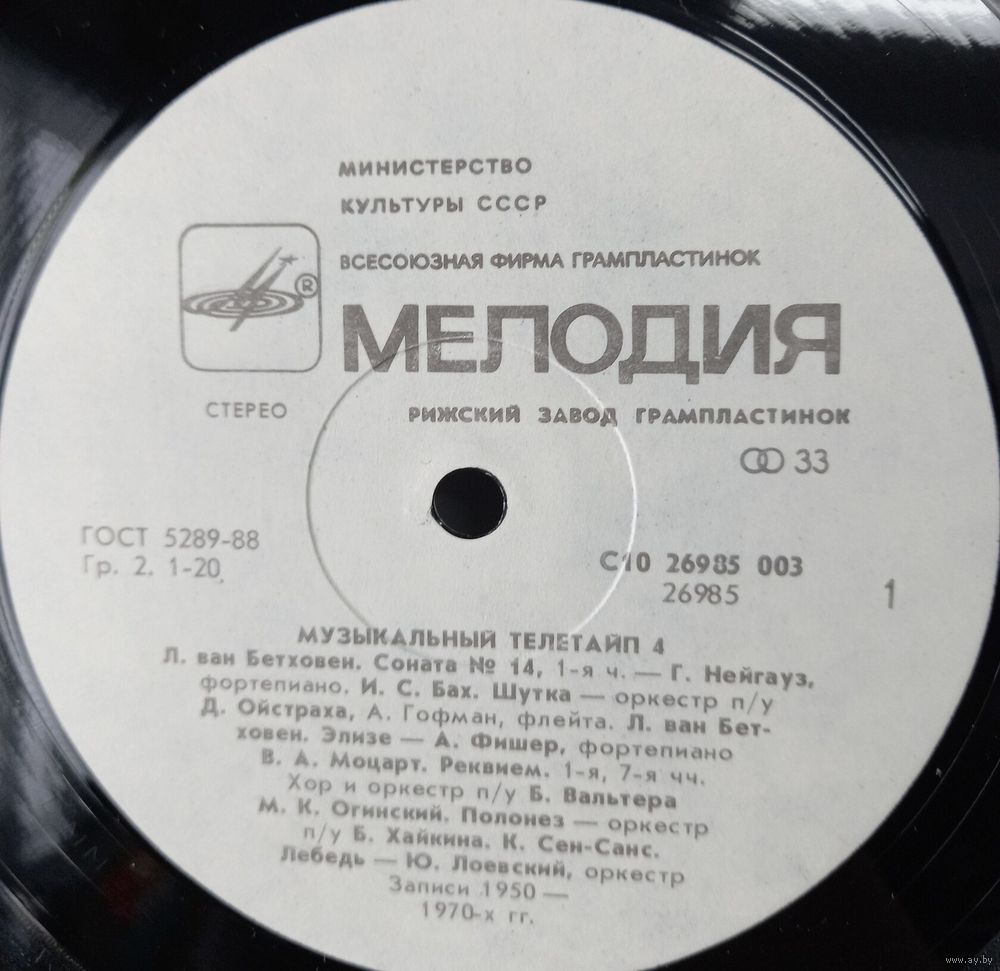 МИНИСТЕРСТВО
КУЛЬТУРЫ СССР
ВСЕСОЮЗНАЯ ФИРМА ГРАМПЛАСТИНОК
®
МЕЛОДИЯ
СТЕРЕО
РИЖСКИЙ ЗАВОД ГРАМПЛАСТИНОК
33
ГОСТ 5289-88
Гр. 2. 1-20
С10 26985 003
26985
1
МУЗЫКАЛЬНЫЙ ТЕЛЕТАЙП 4
Л. ван Бетховен. Соната № 14, 1-я ч. — Г. Нейгауз,
фортепиано. И. С. Бах. Шутка — оркестр п/у
Д. Ойстраха, А. Гофман, флейта. Л. ван Бет-
ховен. Элизе — А. Фишер, фортепиано
В. А. Моцарт. Реквием. 1-я, 7-я чч.
Хор и оркестр п/у Б. Вальтера
М. К. Огинский. Полонез — оркестр
п/у Б. Хайкина. К. Сен-Санс.
Лебедь — Ю. Лоевский, оркестр
Записи 1950 —
1970-х гг.
www.ay.by